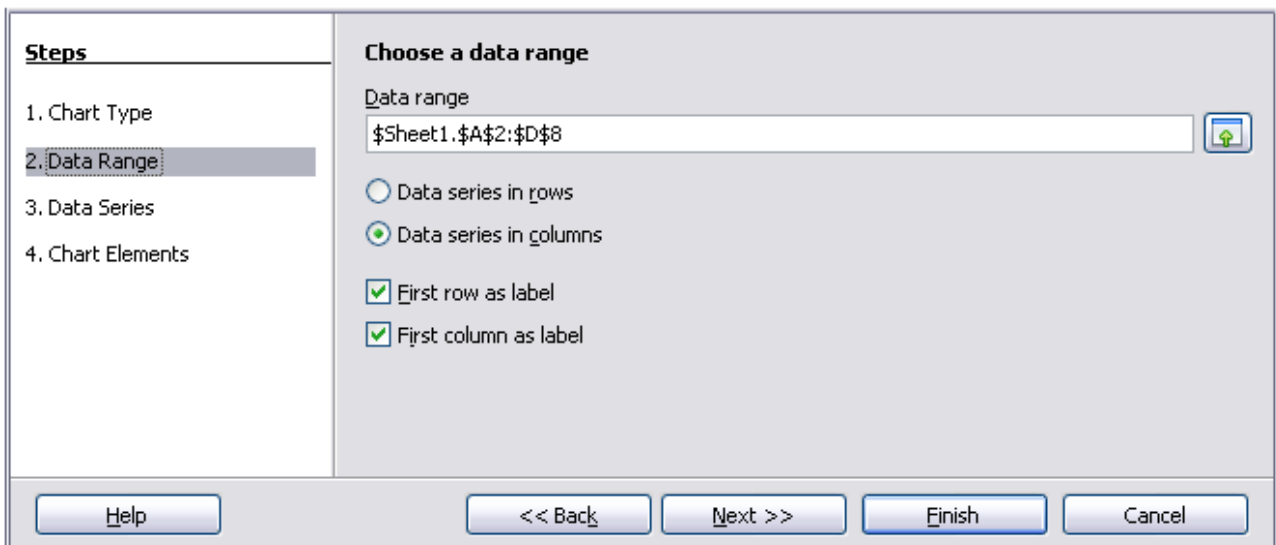 Steps
1. Chart Type
2. Data Range
3. Data Series
4. Chart Elements
Choose a data range
Data range
$Sheet1.$A$2:$D$8
Data series in rows
Data series in columns
First row as label
First column as label
Help
<< Back
Next >>
Finish
Cancel